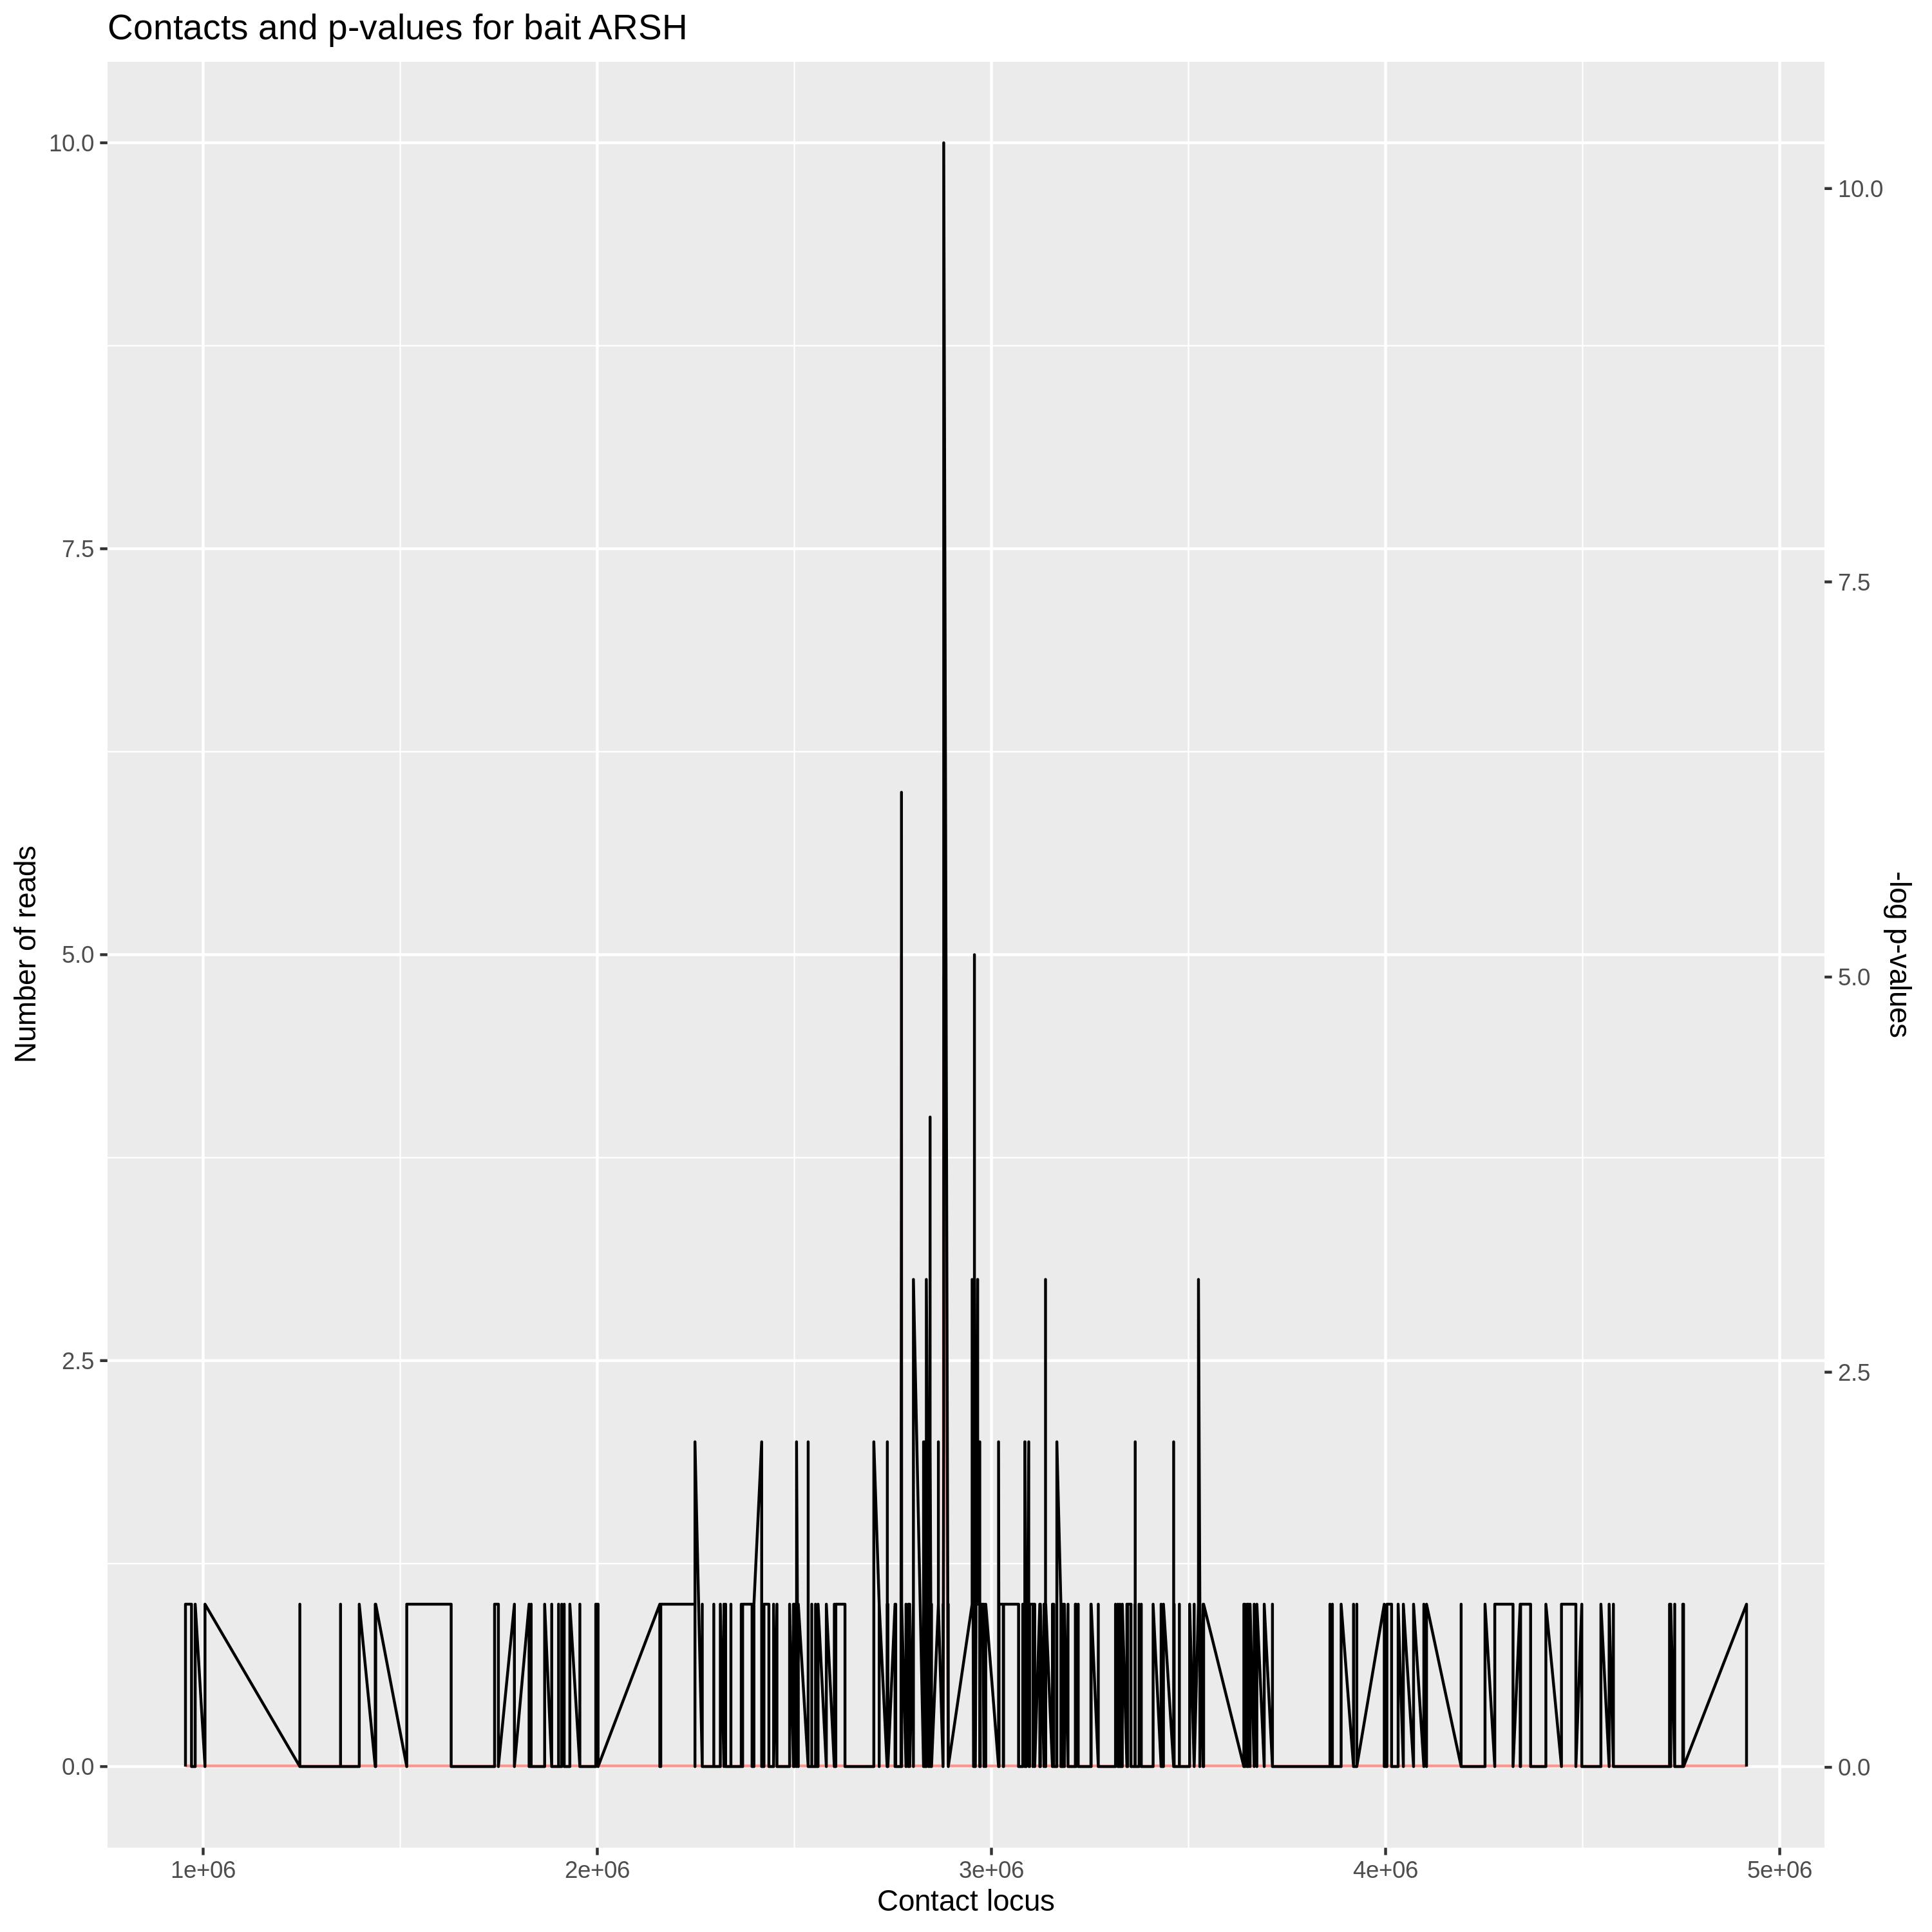 Contacts and p-values for bait ARSH
10.0
7.5
5.0
2.5
0.0
Number of reads
10.0
7.5
5.0
2.5
0.0
-log p-values
1e+06 2e+06 3e+06 4e+06 5e+06
Contact locus